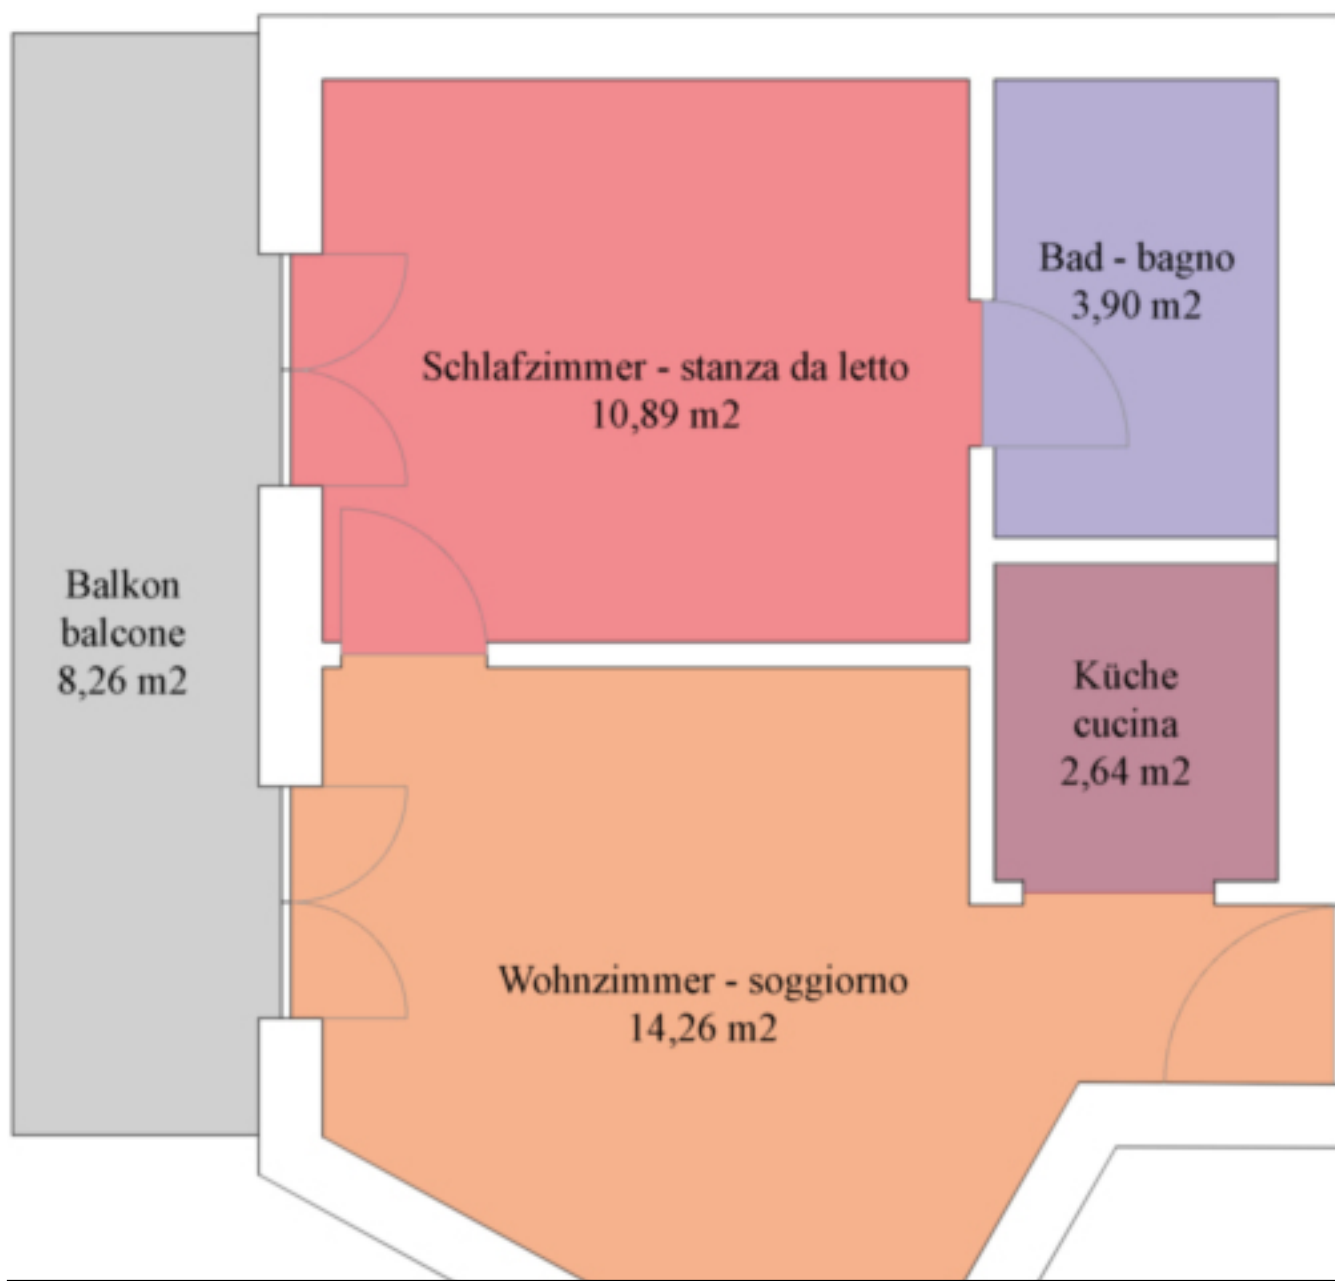 Bad - bagno
3,90 m2
Schlafzimmer - stanza da letto
10,89 m2
Balkon
balcone
8,26 m2
Küche
cucina
2,64 m2
Wohnzimmer - soggiorno
14,26 m2